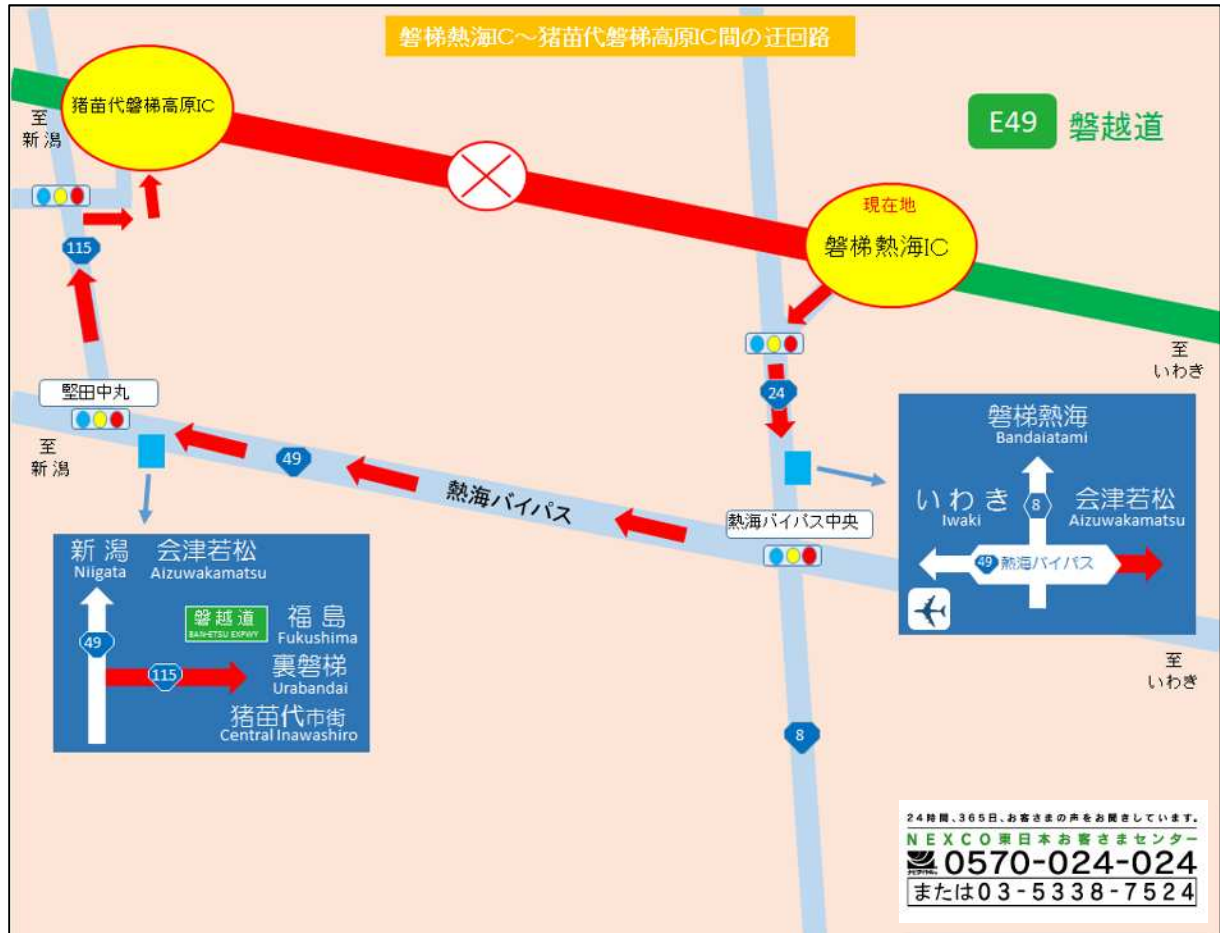 磐梯熱海IC～猪苗代磐梯高原IC間の迂回路
猪苗代磐梯高原IC
至
新潟
E49 磐越道
現在地
磐梯熱海IC
115
至
いわき
24
堅田中丸
至
新潟
49
熱海バイパス
熱海バイパス中央
磐梯熱海
Bandaiatami
いわき
Iwaki
8
会津若松
Aizuwakamatsu
49 熱海バイパス
新潟
Niigata
会津若松
Aizuwakamatsu
磐越道
BAN-ETSU EXPWY
福島
Fukushima
49
115
裏磐梯
Urabandai
猪苗代市街
Central Inawashiro
至
いわき
8
24時間、365日、お客さまの声をお聞きしています。
NEXCO東日本お客さまセンター
0570-024-024
または03-5338-7524